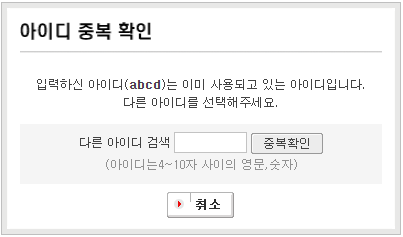 아이디 중복 확인
입력하신 아이디(abcd)는 이미 사용되고 있는 아이디입니다.
다른 아이디를 선택해주세요.
다른 아이디 검색 중복확인
(아이디는4~10자 사이의 영문,숫자)
취소